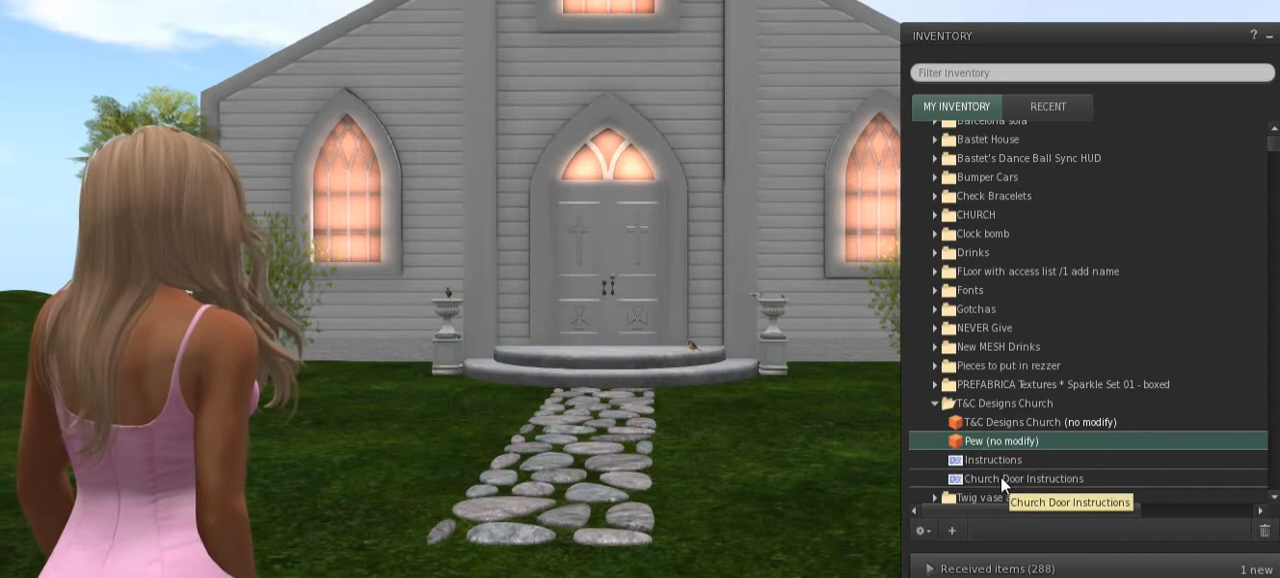 INVENTORY
?
Filter Inventory
MY INVENTORY
RECENT
Barcelona sofa
Bastet House
Bastet's Dance Ball Sync HUD
Bumper Cars
Check Bracelets
CHURCH
Clock bomb
Drinks
FLoor with access list /1 add name
Fonts
Gotchas
NEVER Give
New MESH Drinks
Pieces to put in rezzer
PREFABRICA Textures * Sparkle Set 01 - boxed
T&C Designs Church
T&C Designs Church (no modify)
Pew (no modify)
Instructions
Church Door Instructions
Twig vase
Church Door Instructions
Received items (288)
1 new